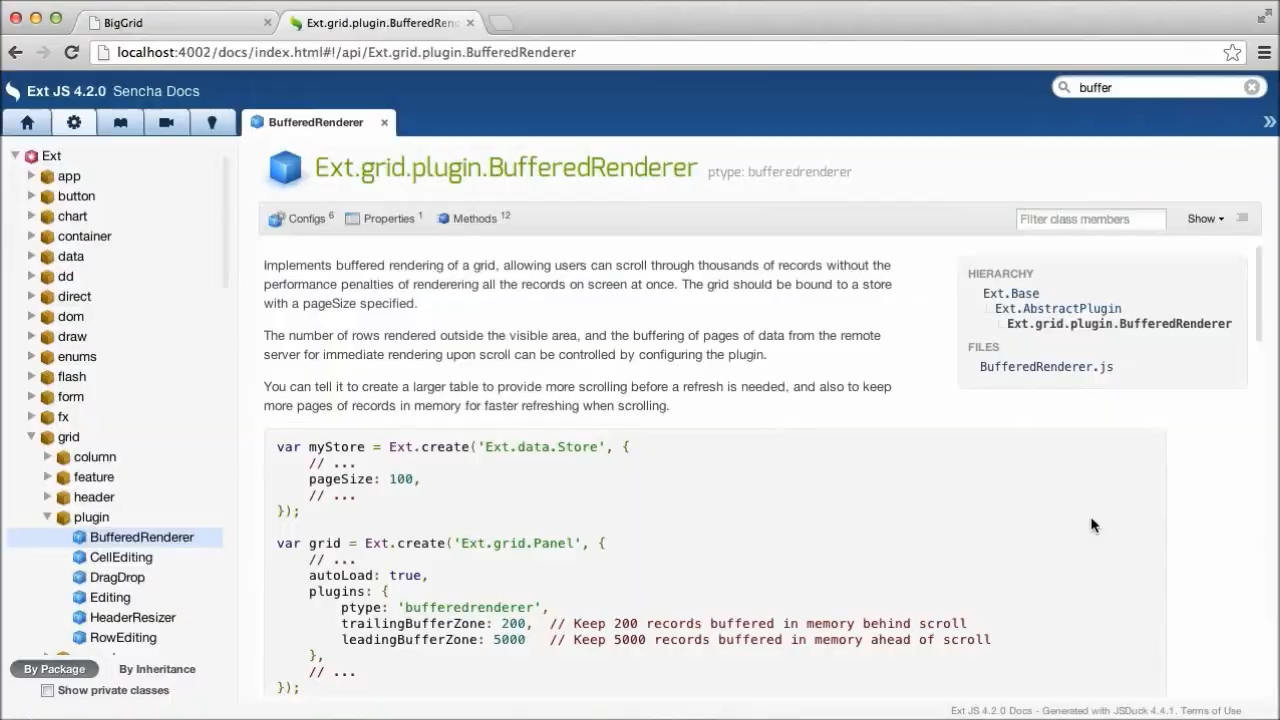 BigGrid
Ext.grid.plugin.BufferedRen
localhost:4002/docs/index.html#!/api/Ext.grid.plugin.BufferedRenderer
Ext JS 4.2.0 Sencha Docs
buffer
BufferedRenderer
Ext
app
button
chart
container
data
dd
direct
dom
draw
enums
flash
form
fx
grid
column
feature
header
plugin
BufferedRenderer
CellEditing
DragDrop
Editing
HeaderResizer
RowEditing
By Package By Inheritance
Show private classes
Ext.grid.plugin.BufferedRenderer ptype: bufferedrenderer
Configs 6 Properties 1 Methods 12 Filter class members Show
Implements buffered rendering of a grid, allowing users can scroll through thousands of records without the
performance penalties of renderering all the records on screen at once. The grid should be bound to a store
with a pageSize specified.
The number of rows rendered outside the visible area, and the buffering of pages of data from the remote
server for immediate rendering upon scroll can be controlled by configuring the plugin.
You can tell it to create a larger table to provide more scrolling before a refresh is needed, and also to keep
more pages of records in memory for faster refreshing when scrolling.
HIERARCHY
Ext.Base
Ext.AbstractPlugin
Ext.grid.plugin.BufferedRenderer
FILES
BufferedRenderer.js
var myStore = Ext.create('Ext.data.Store', {
// ...
pageSize: 100,
// ...
});
var grid = Ext.create('Ext.grid.Panel', {
// ...
autoLoad: true,
plugins: {
ptype: 'bufferedrenderer',
trailingBufferZone: 200, // Keep 200 records buffered in memory behind scroll
leadingBufferZone: 5000 // Keep 5000 records buffered in memory ahead of scroll
},
// ...
});
Ext JS 4.2.0 Docs - Generated with JSDuck 4.4.1. Terms of Use